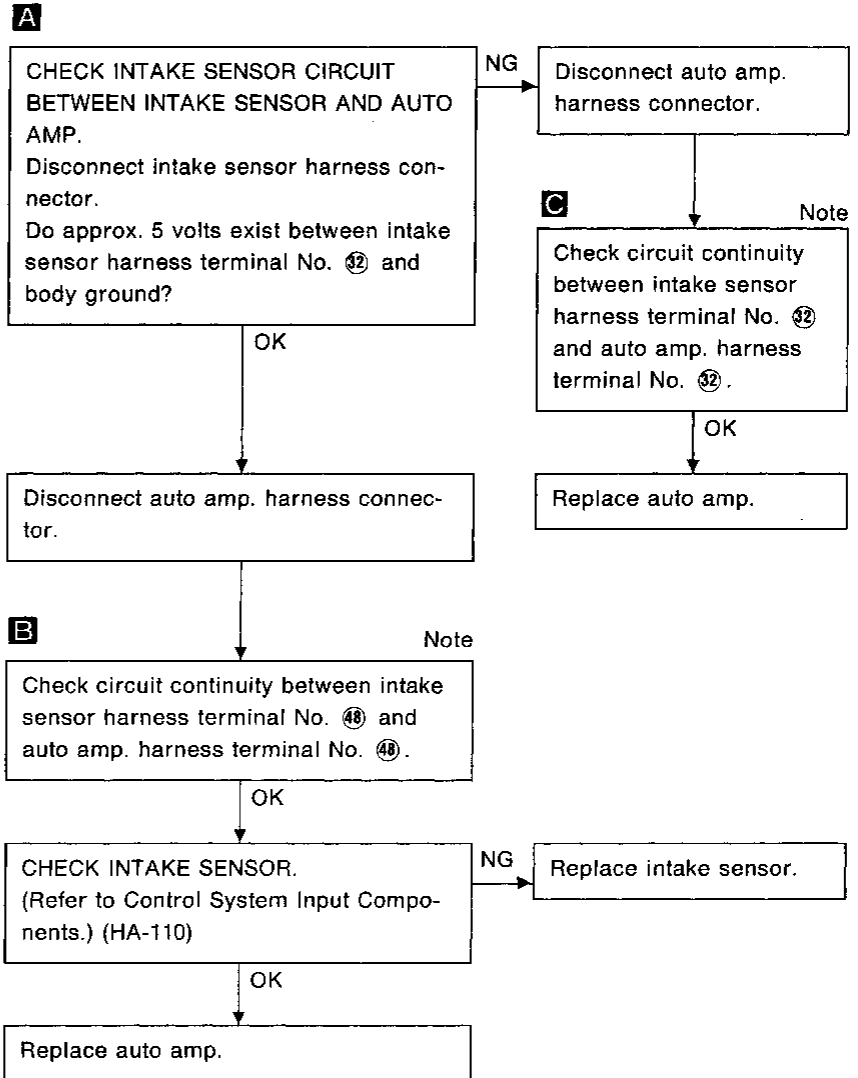 A
CHECK INTAKE SENSOR CIRCUIT
BETWEEN INTAKE SENSOR AND AUTO
AMP.
Disconnect intake sensor harness con-
nector.
Do approx. 5 volts exist between intake
sensor harness terminal No. 32 and
body ground?
NG
Disconnect auto amp.
harness connector.
C
Note
Check circuit continuity
between intake sensor
harness terminal No. 32
and auto amp. harness
terminal No. 32.
OK
Replace auto amp.
OK
Disconnect auto amp. harness connec-
tor.
B
Note
Check circuit continuity between intake
sensor harness terminal No. 48 and
auto amp. harness terminal No. 48.
OK
CHECK INTAKE SENSOR.
(Refer to Control System Input Compo-
nents.) (HA-110)
NG
Replace intake sensor.
OK
Replace auto amp.